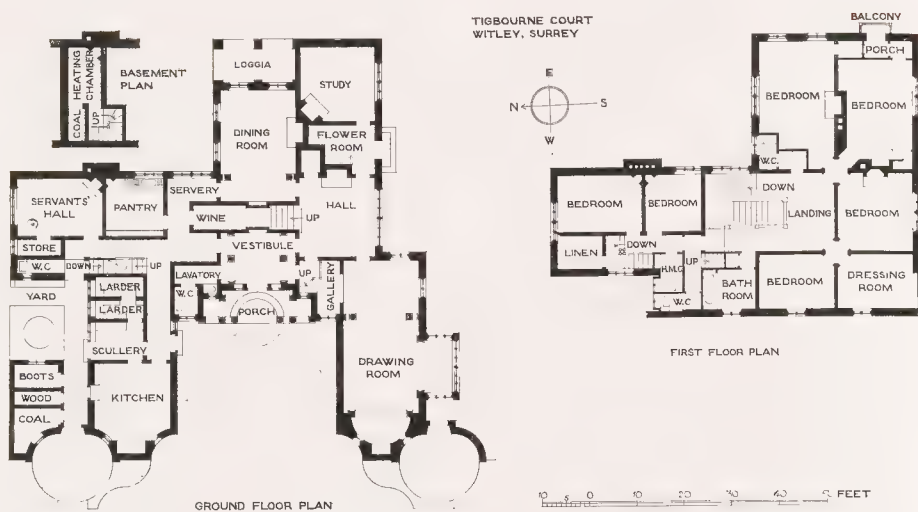 TIGBOURNE COURT
WITLEY, SURREY
BASEMENT
PLAN
HEATING
CHAMBER
COAL
UP
LOGGIA
STUDY
DINING
ROOM
FLOWER
ROOM
SERVANTS'
HALL
PANTRY
SERVERY
WINE
UP
HALL
STORE
W.C
DOWN
UP
VESTIBULE
LAVATORY
W.C
UP
GALLERY
PORCH
YARD
LARDER
LARDER
SCULLERY
BOOTS
WOOD
COAL
KITCHEN
DRAWING
ROOM
GROUND FLOOR PLAN
E
N
S
W
BALCONY
PORCH
BEDROOM
BEDROOM
W.C.
DOWN
BEDROOM
BEDROOM
LANDING
BEDROOM
LINEN
DOWN
H.M.C
UP
W.C
BATH
ROOM
BEDROOM
DRESSING
ROOM
FIRST FLOOR PLAN
10 5 0 10 20 30 40 FEET